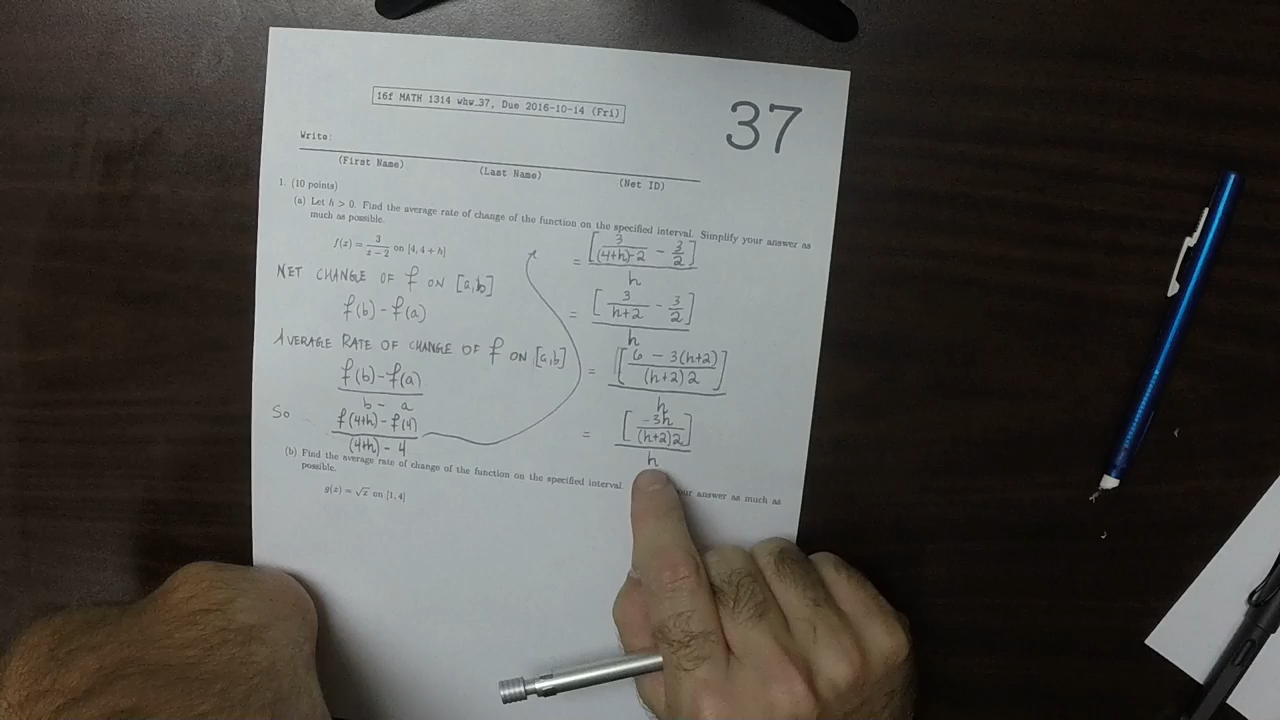 16f MATH 1314 whw_37, Due 2016-10-14 (Fri)
37
Write:
(First Name) (Last Name) (Net ID)
1. (10 points)
(a) Let h > 0. Find the average rate of change of the function on the specified interval. Simplify your answer as
much as possible.
f(x) = 3/(x − 2) on [4, 4 + h]
NET CHANGE OF f ON [a,b]
f(b) − f(a)
AVERAGE RATE OF CHANGE OF f ON [a,b]
(f(b) − f(a))/(b − a)
So (f(4+h) − f(4))/((4+h) − 4)
= [3/((4+h)−2) − 3/2]/h
= [3/(h+2) − 3/2]/h
= [(6 − 3(h+2))/((h+2)2)]/h
= [−3h/((h+2)2)]/h
(b) Find the average rate of change of the function on the specified interval. our answer as much as
possible.
g(x) = √x on [1, 4]